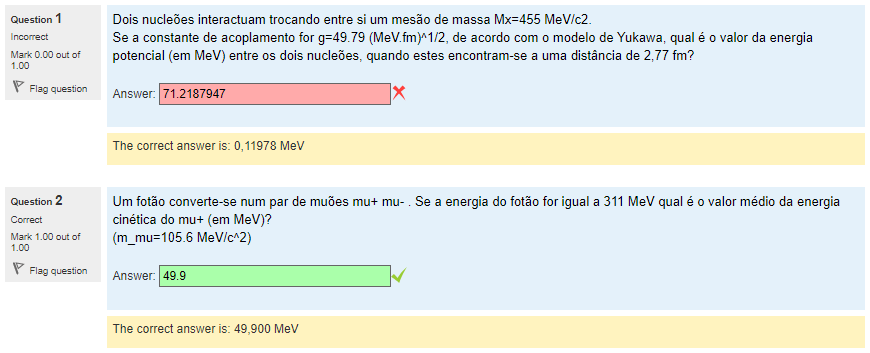 Question 1
Incorrect
Mark 0.00 out of
1.00
Flag question
Dois nucleões interactuam trocando entre si um mesão de massa Mx=455 MeV/c2.
Se a constante de acoplamento for g=49.79 (MeV.fm)^1/2, de acordo com o modelo de Yukawa, qual é o valor da energia
potencial (em MeV) entre os dois nucleões, quando estes encontram-se a uma distância de 2,77 fm?
Answer: 71.2187947
The correct answer is: 0,11978 MeV
Question 2
Correct
Mark 1.00 out of
1.00
Flag question
Um fotão converte-se num par de muões mu+ mu- . Se a energia do fotão for igual a 311 MeV qual é o valor médio da energia
cinética do mu+ (em MeV)?
(m_mu=105.6 MeV/c^2)
Answer: 49.9
The correct answer is: 49,900 MeV